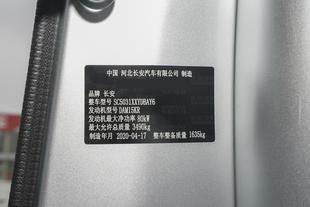 中国 河北长安汽车有限公司 制造
品牌 长安
整车型号 SC5031XXYDBAY6
发动机型号 DAM15KR
发动机最大净功率 80kW
最大允许总质量 3490kg
制造年月 2020-04-17 整车整备质量 1635kg